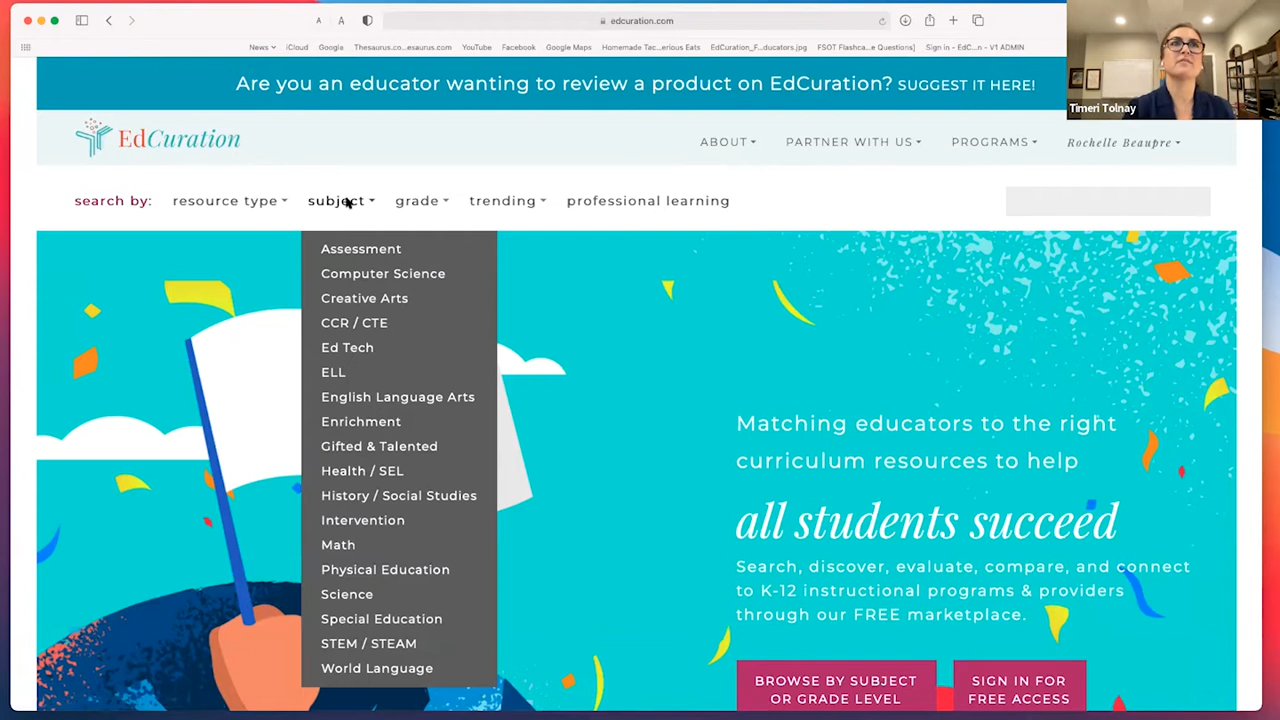 A A edcuration.com
News iCloud Google Thesaurus.co...esaurus.com YouTube Facebook Google Maps Homemade Tac...erious Eats EdCuration_F...ducators.jpg FSOT Flashca...e Questions] Sign in - EdC...n - V1 ADMIN
Timeri Tolnay
Are you an educator wanting to review a product on EdCuration? SUGGEST IT HERE!
EdCuration
ABOUT PARTNER WITH US PROGRAMS Rochelle Beaupre
search by: resource type subject grade trending professional learning
Assessment
Computer Science
Creative Arts
CCR / CTE
Ed Tech
ELL
English Language Arts
Enrichment
Gifted & Talented
Health / SEL
History / Social Studies
Intervention
Math
Physical Education
Science
Special Education
STEM / STEAM
World Language
Matching educators to the right
curriculum resources to help
all students succeed
Search, discover, evaluate, compare, and connect
to K-12 instructional programs & providers
through our FREE marketplace.
BROWSE BY SUBJECT
OR GRADE LEVEL
SIGN IN FOR
FREE ACCESS